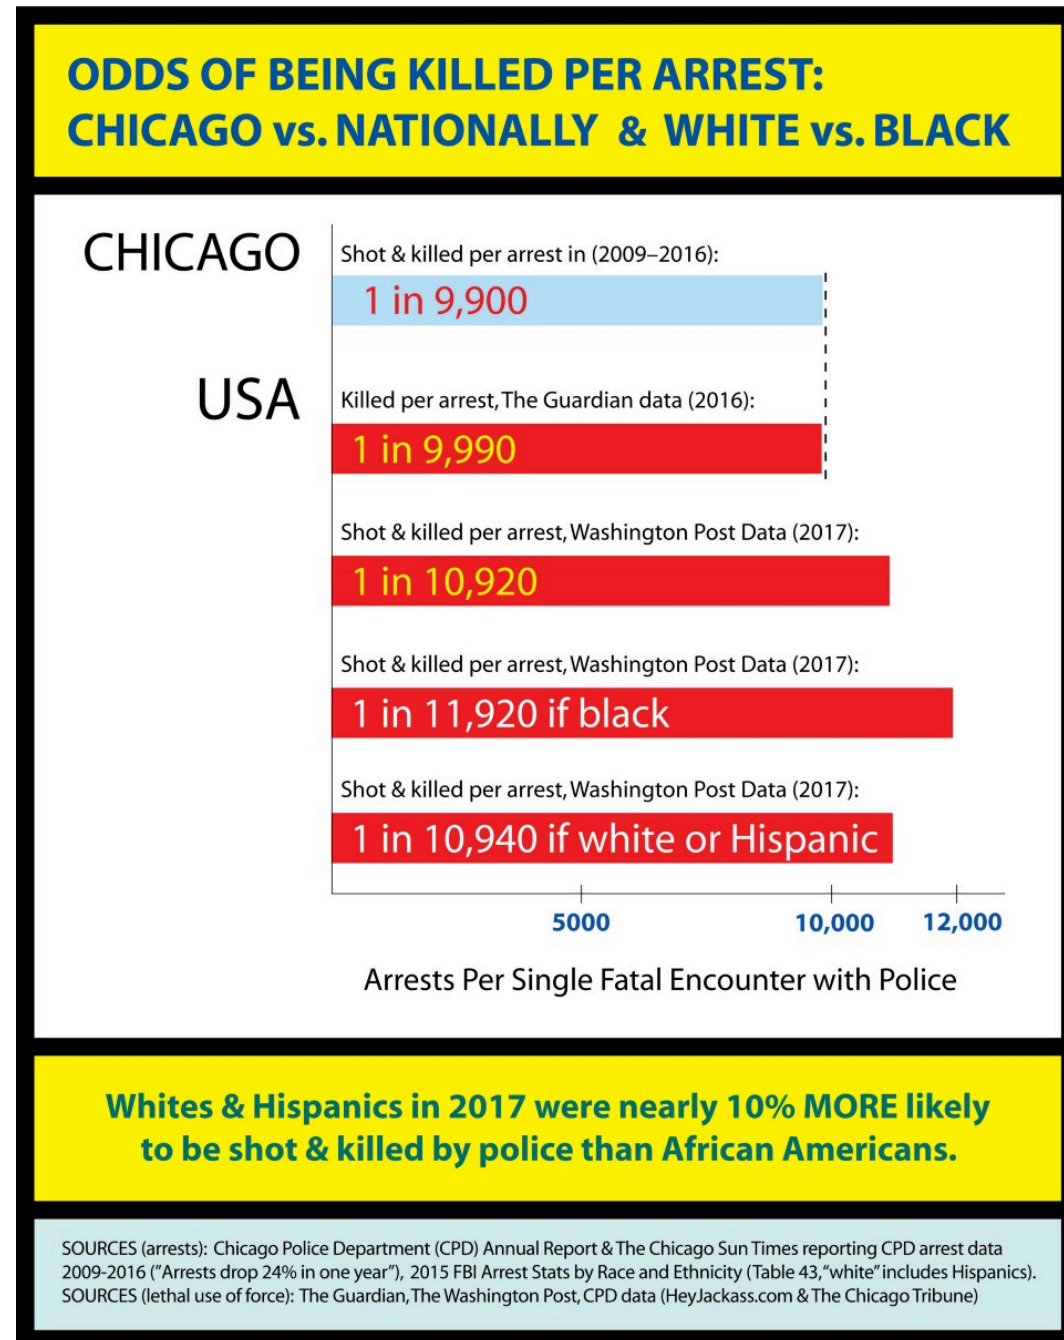 ODDS OF BEING KILLED PER ARREST:
CHICAGO vs. NATIONALLY & WHITE vs. BLACK
CHICAGO
Shot & killed per arrest in (2009–2016):
1 in 9,900
USA
Killed per arrest, The Guardian data (2016):
1 in 9,990
Shot & killed per arrest, Washington Post Data (2017):
1 in 10,920
Shot & killed per arrest, Washington Post Data (2017):
1 in 11,920 if black
Shot & killed per arrest, Washington Post Data (2017):
1 in 10,940 if white or Hispanic
5000 10,000 12,000
Arrests Per Single Fatal Encounter with Police
Whites & Hispanics in 2017 were nearly 10% MORE likely
to be shot & killed by police than African Americans.
SOURCES (arrests): Chicago Police Department (CPD) Annual Report & The Chicago Sun Times reporting CPD arrest data
2009-2016 ("Arrests drop 24% in one year"), 2015 FBI Arrest Stats by Race and Ethnicity (Table 43, "white" includes Hispanics).
SOURCES (lethal use of force): The Guardian, The Washington Post, CPD data (HeyJackass.com & The Chicago Tribune)